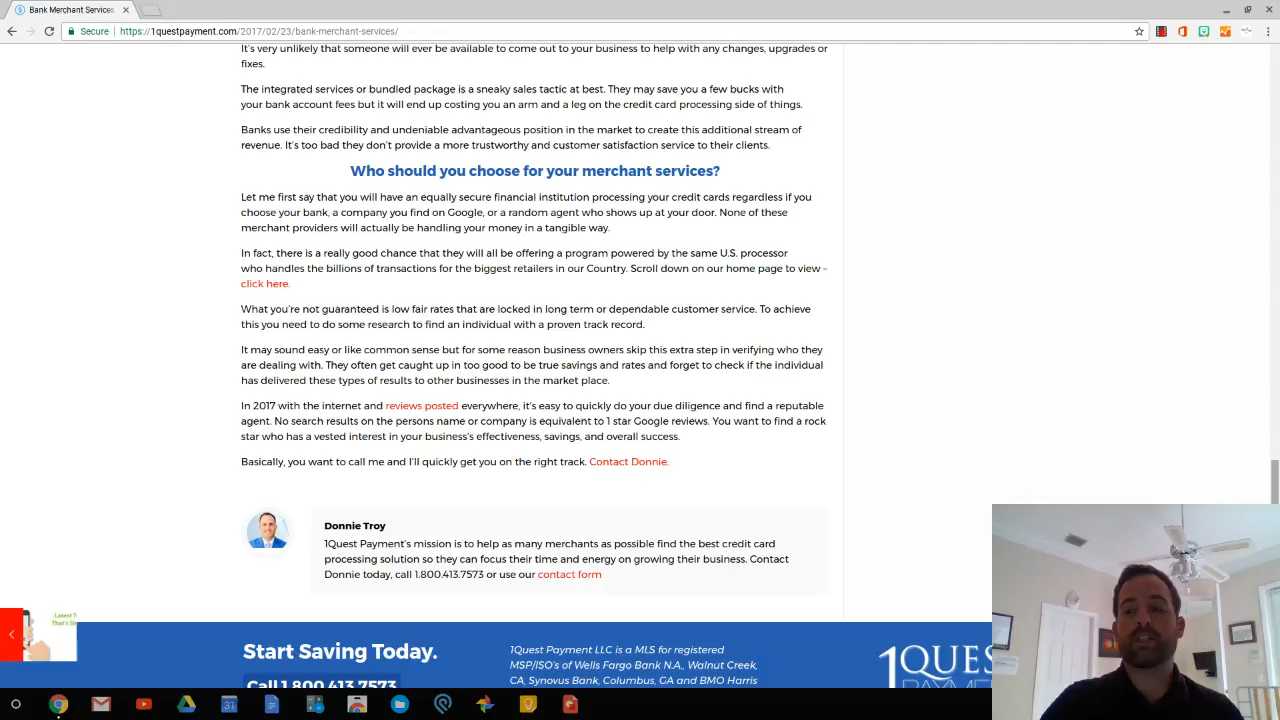 Bank Merchant Services
Secure
https://1questpayment.com/2017/02/23/bank-merchant-services/
It's very unlikely that someone will ever be available to come out to your business to help with any changes, upgrades or
fixes.
The integrated services or bundled package is a sneaky sales tactic at best. They may save you a few bucks with
your bank account fees but it will end up costing you an arm and a leg on the credit card processing side of things.
Banks use their credibility and undeniable advantageous position in the market to create this additional stream of
revenue. It's too bad they don't provide a more trustworthy and customer satisfaction service to their clients.
Who should you choose for your merchant services?
Let me first say that you will have an equally secure financial institution processing your credit cards regardless if you
choose your bank, a company you find on Google, or a random agent who shows up at your door. None of these
merchant providers will actually be handling your money in a tangible way.
In fact, there is a really good chance that they will all be offering a program powered by the same U.S. processor
who handles the billions of transactions for the biggest retailers in our Country. Scroll down on our home page to view –
click here.
What you're not guaranteed is low fair rates that are locked in long term or dependable customer service. To achieve
this you need to do some research to find an individual with a proven track record.
It may sound easy or like common sense but for some reason business owners skip this extra step in verifying who they
are dealing with. They often get caught up in too good to be true savings and rates and forget to check if the individual
has delivered these types of results to other businesses in the market place.
In 2017 with the internet and reviews posted everywhere, it's easy to quickly do your due diligence and find a reputable
agent. No search results on the persons name or company is equivalent to 1 star Google reviews. You want to find a rock
star who has a vested interest in your business's effectiveness, savings, and overall success.
Basically, you want to call me and I'll quickly get you on the right track. Contact Donnie.
Donnie Troy
1Quest Payment's mission is to help as many merchants as possible find the best credit card
processing solution so they can focus their time and energy on growing their business. Contact
Donnie today, call 1.800.413.7573 or use our contact form
Latest T
That's Si
Start Saving Today.
Call 1.800.413.7573
1Quest Payment LLC is a MLS for registered
MSP/ISO's of Wells Fargo Bank N.A., Walnut Creek,
CA, Synovus Bank, Columbus, GA and BMO Harris
1QUES
PAYMEN
31